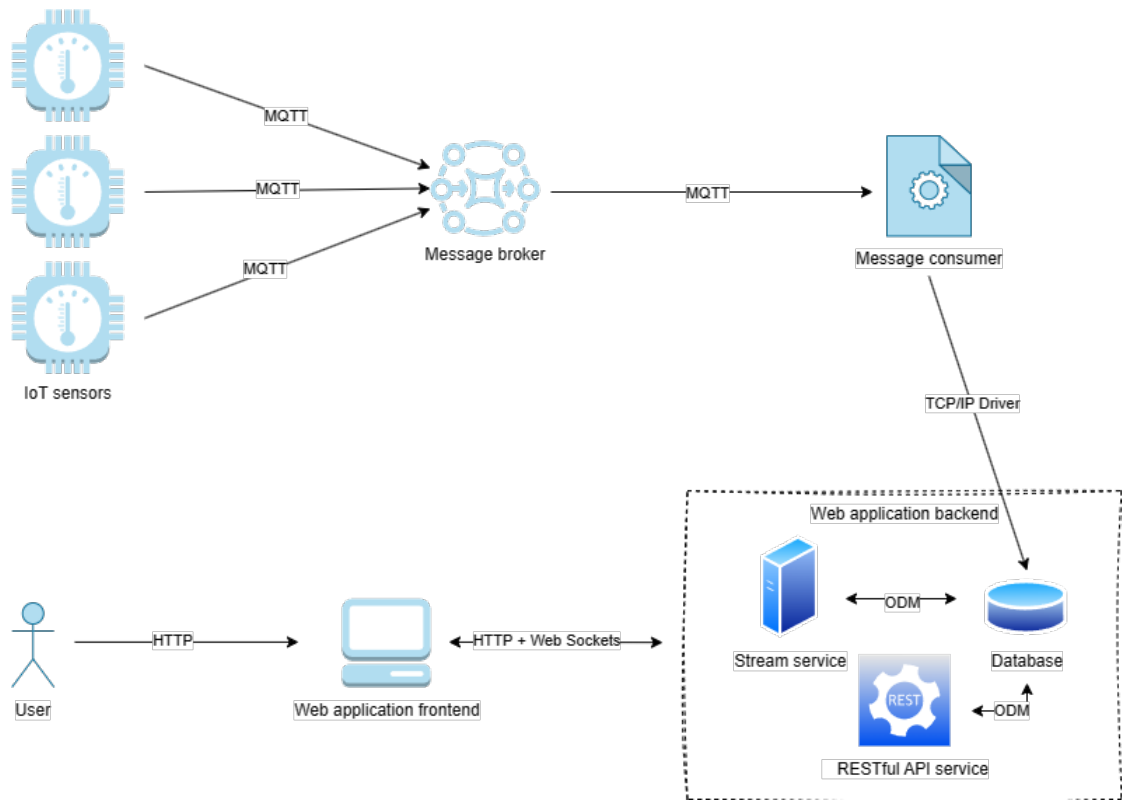 MQTT
MQTT
MQTT
MQTT
Message broker
Message consumer
IoT sensors
TCP/IP Driver
Web application backend
ODM
HTTP
HTTP + Web Sockets
Stream service
Database
REST
ODM
User
Web application frontend
RESTful API service